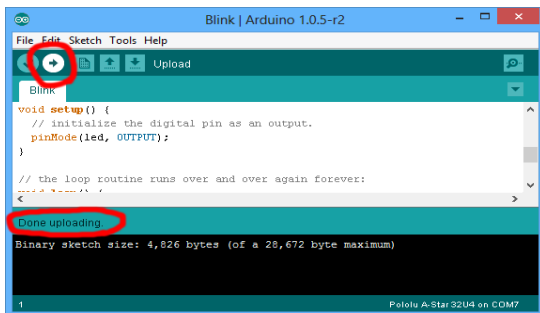 Blink | Arduino 1.0.5-r2
File Edit Sketch Tools Help
Upload
Blink
void setup() {
// initialize the digital pin as an output.
pinMode(led, OUTPUT);
}
// the loop routine runs over and over again forever:
Done uploading.
Binary sketch size: 4,826 bytes (of a 28,672 byte maximum)
1
Pololu A-Star 32U4 on COM7